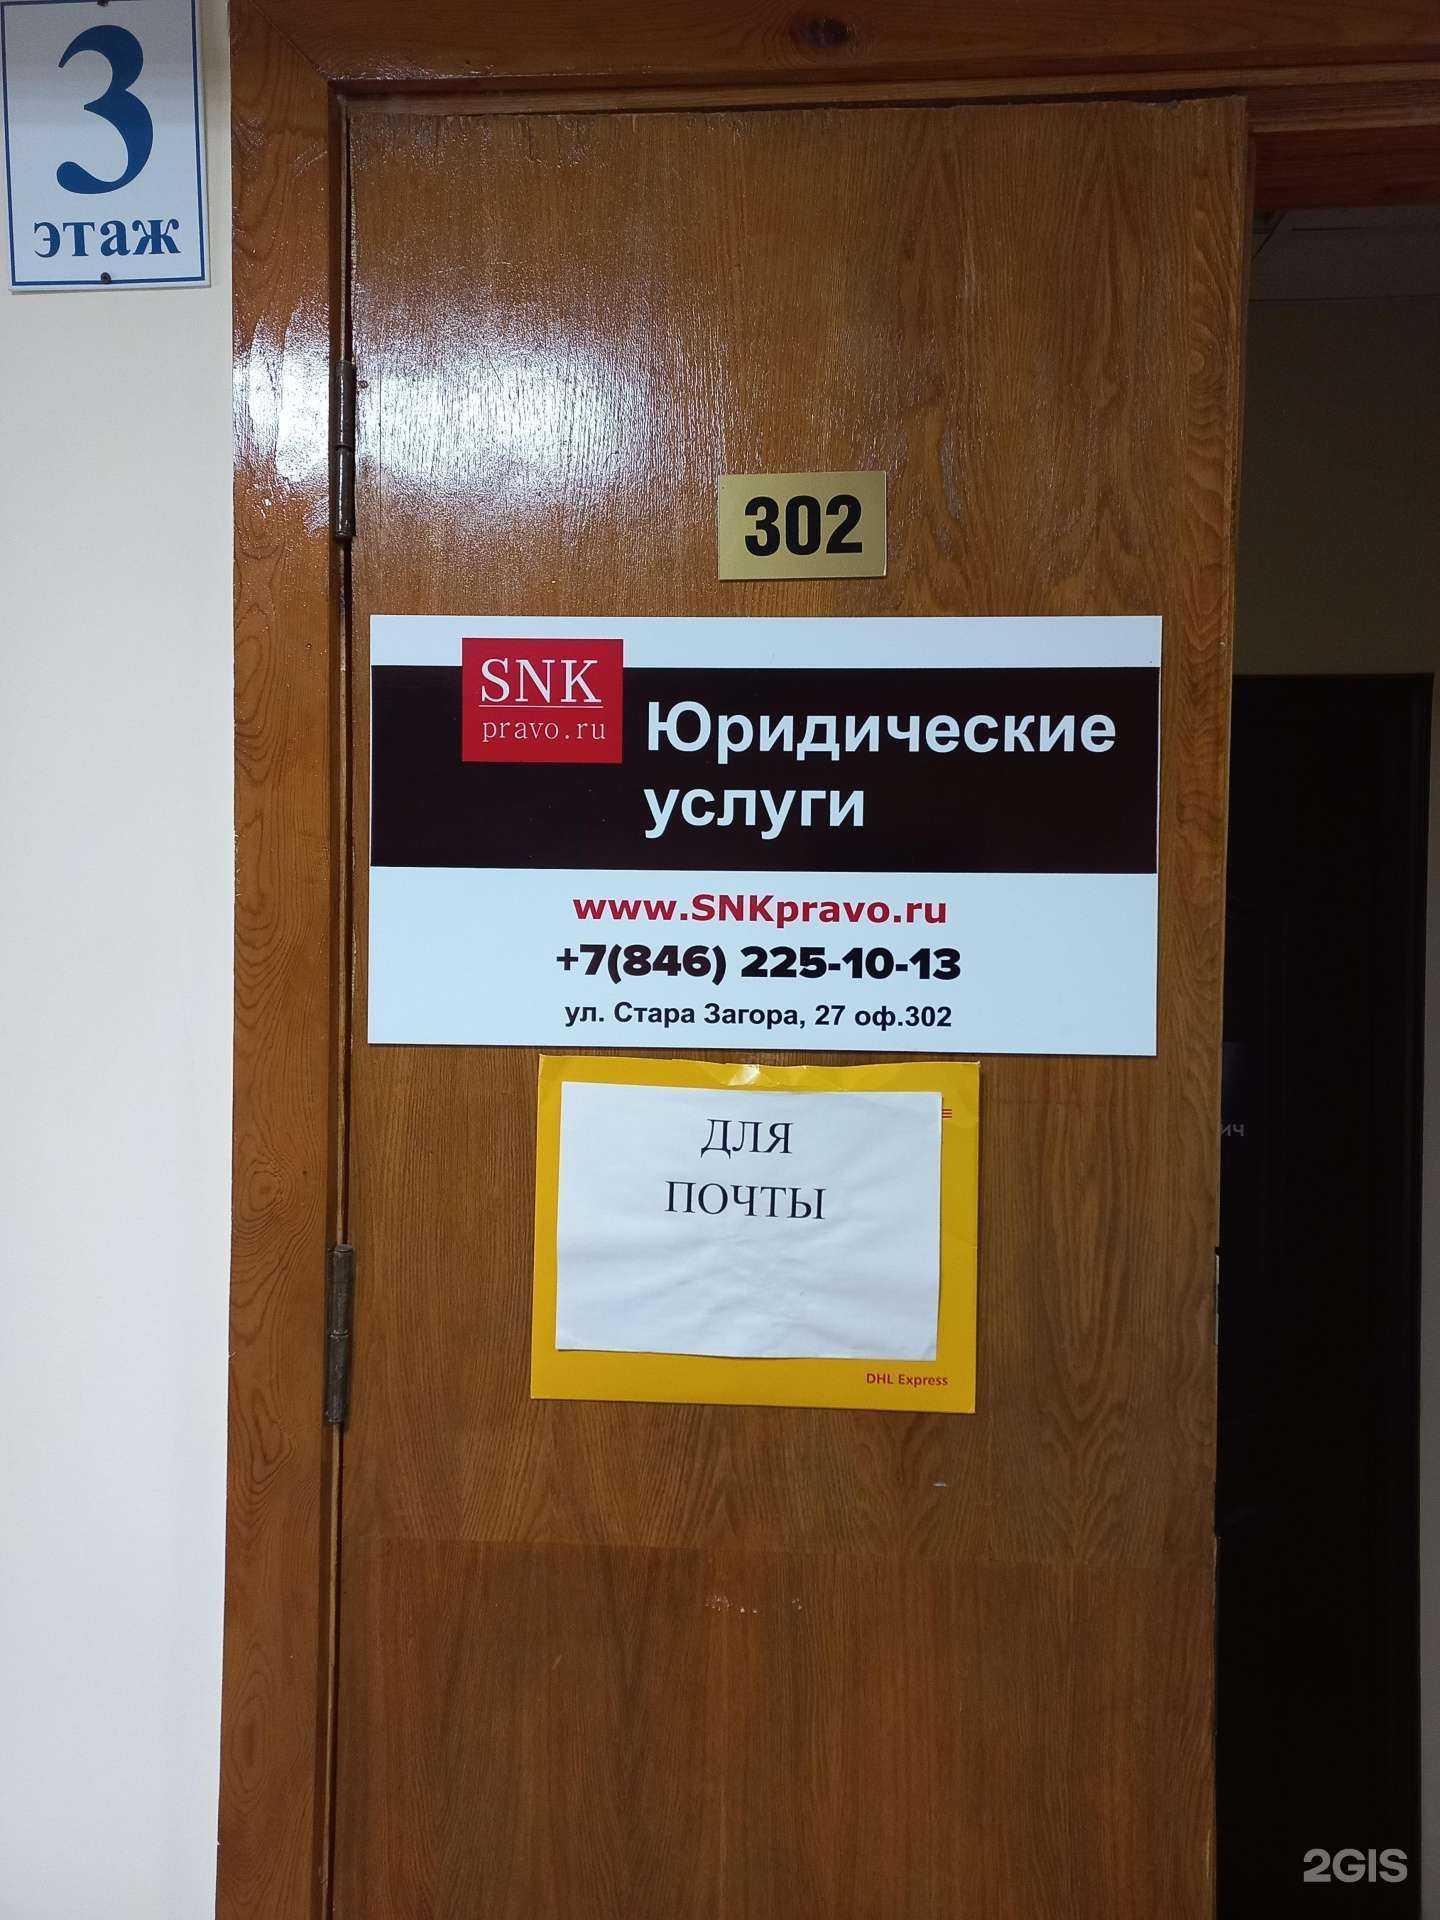 3
этаж
302
SNK
pravo.ru
Юридические
услуги
www.SNKpravo.ru
+7(846) 225-10-13
ул. Стара Загора, 27 оф.302
ДЛЯ
ПОЧТЫ
DHL Express
ич
2GIS